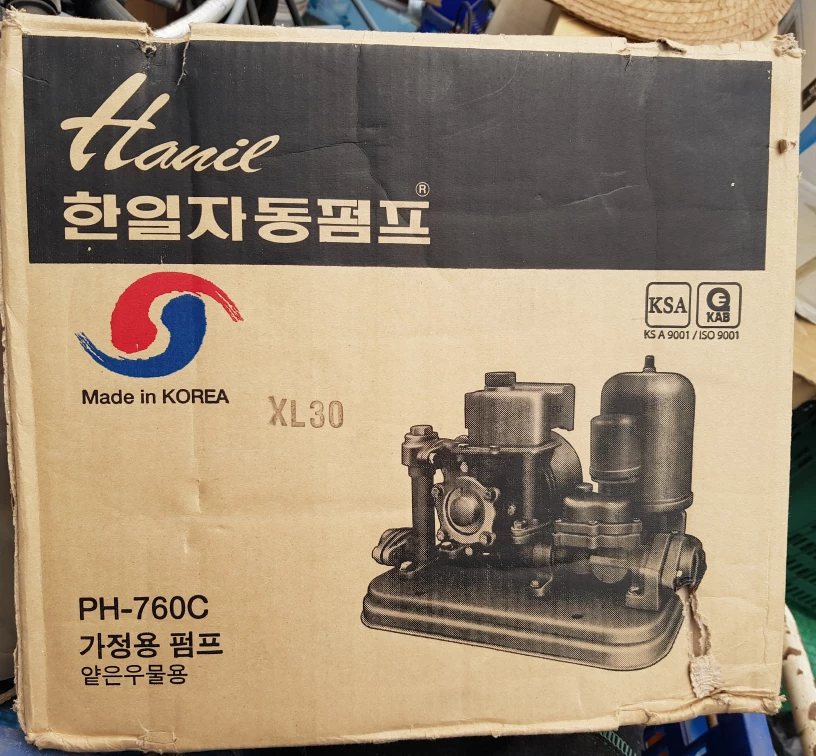 Hanil
한일자동펌프®
KSA
KAB
KS A 9001 / ISO 9001
Made in KOREA
XL30
PH-760C
가정용 펌프
얕은우물용